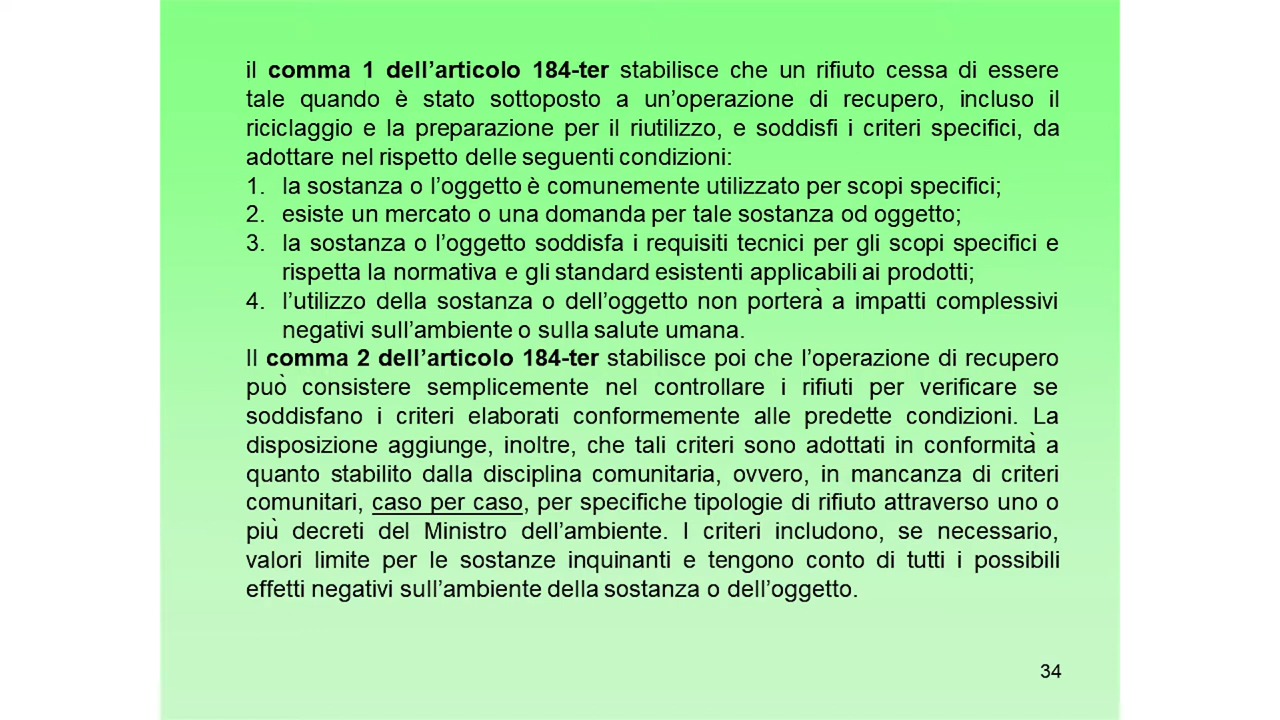 il comma 1 dell’articolo 184-ter stabilisce che un rifiuto cessa di essere
tale quando è stato sottoposto a un’operazione di recupero, incluso il
riciclaggio e la preparazione per il riutilizzo, e soddisfi i criteri specifici, da
adottare nel rispetto delle seguenti condizioni:
1. la sostanza o l’oggetto è comunemente utilizzato per scopi specifici;
2. esiste un mercato o una domanda per tale sostanza od oggetto;
3. la sostanza o l’oggetto soddisfa i requisiti tecnici per gli scopi specifici e
rispetta la normativa e gli standard esistenti applicabili ai prodotti;
4. l’utilizzo della sostanza o dell’oggetto non porterà a impatti complessivi
negativi sull’ambiente o sulla salute umana.
Il comma 2 dell’articolo 184-ter stabilisce poi che l’operazione di recupero
può consistere semplicemente nel controllare i rifiuti per verificare se
soddisfano i criteri elaborati conformemente alle predette condizioni. La
disposizione aggiunge, inoltre, che tali criteri sono adottati in conformità a
quanto stabilito dalla disciplina comunitaria, ovvero, in mancanza di criteri
comunitari, caso per caso, per specifiche tipologie di rifiuto attraverso uno o
più decreti del Ministro dell’ambiente. I criteri includono, se necessario,
valori limite per le sostanze inquinanti e tengono conto di tutti i possibili
effetti negativi sull’ambiente della sostanza o dell’oggetto.
34